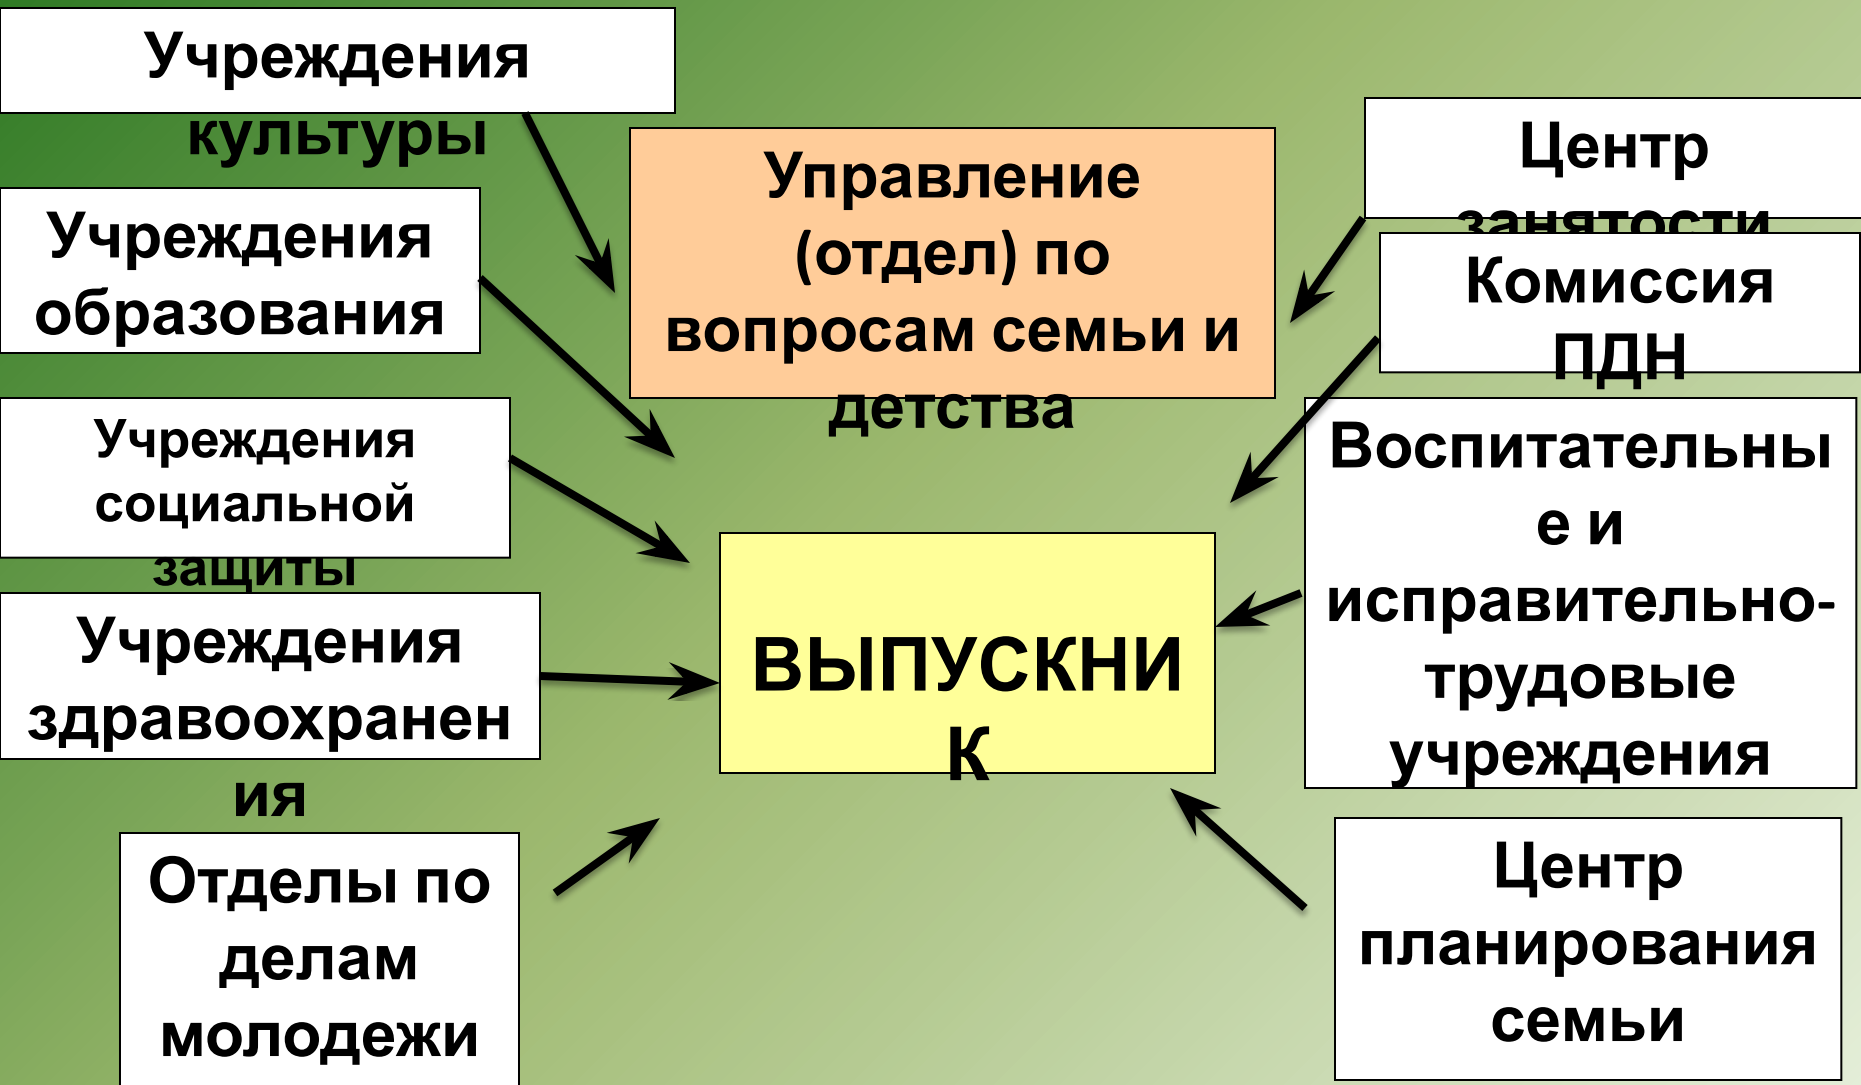 Учреждения
культуры
Учреждения
образования
Учреждения
социальной
защиты
Учреждения
здравоохранен
ия
Отделы по
делам
молодежи
Управление
(отдел) по
вопросам семьи и
детства
ВЫПУСКНИ
К
Центр
занятости
Комиссия
ПДН
Воспитательны
е и
исправительно-
трудовые
учреждения
Центр
планирования
семьи